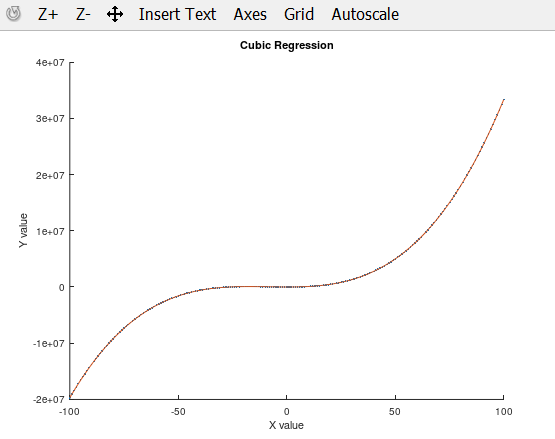 Z+ Z- Insert Text Axes Grid Autoscale
Cubic Regression
4e+07
3e+07
2e+07
1e+07
0
-1e+07
-2e+07
Y value
-100 -50 0 50 100
X value